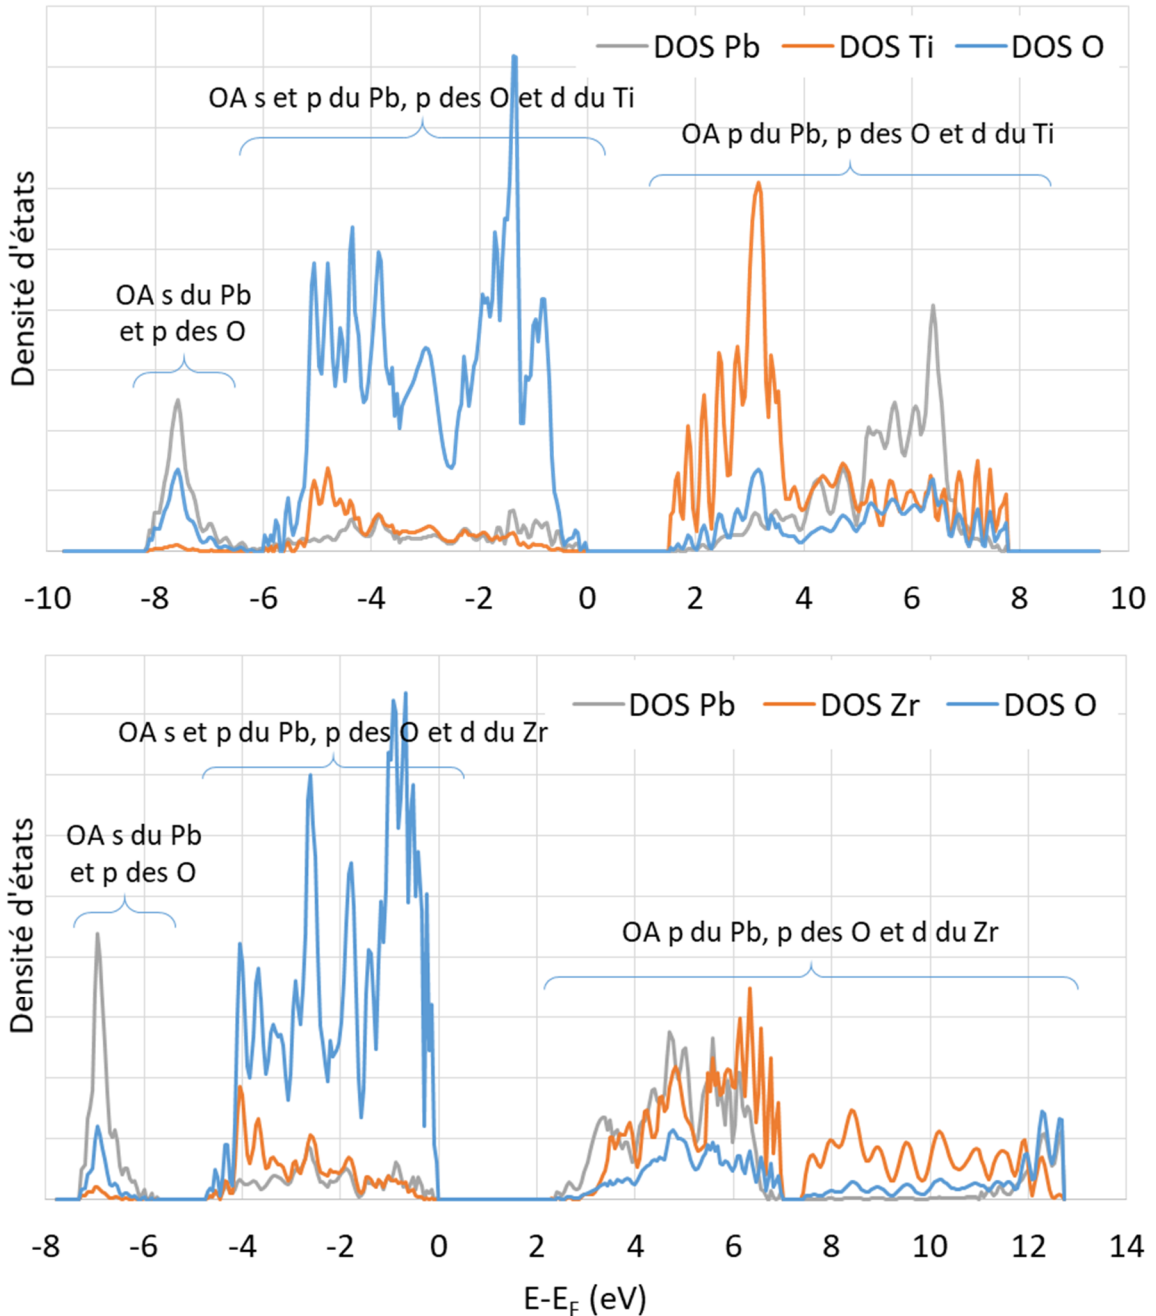 DOS Pb DOS Ti DOS O
OA s et p du Pb, p des O et d du Ti
OA p du Pb, p des O et d du Ti
OA s du Pb
et p des O
Densité d'états
-10 -8 -6 -4 -2 0 2 4 6 8 10
DOS Pb DOS Zr DOS O
OA s et p du Pb, p des O et d du Zr
OA s du Pb
et p des O
OA p du Pb, p des O et d du Zr
Densité d'états
-8 -6 -4 -2 0 2 4 6 8 10 12 14
E-EF (eV)